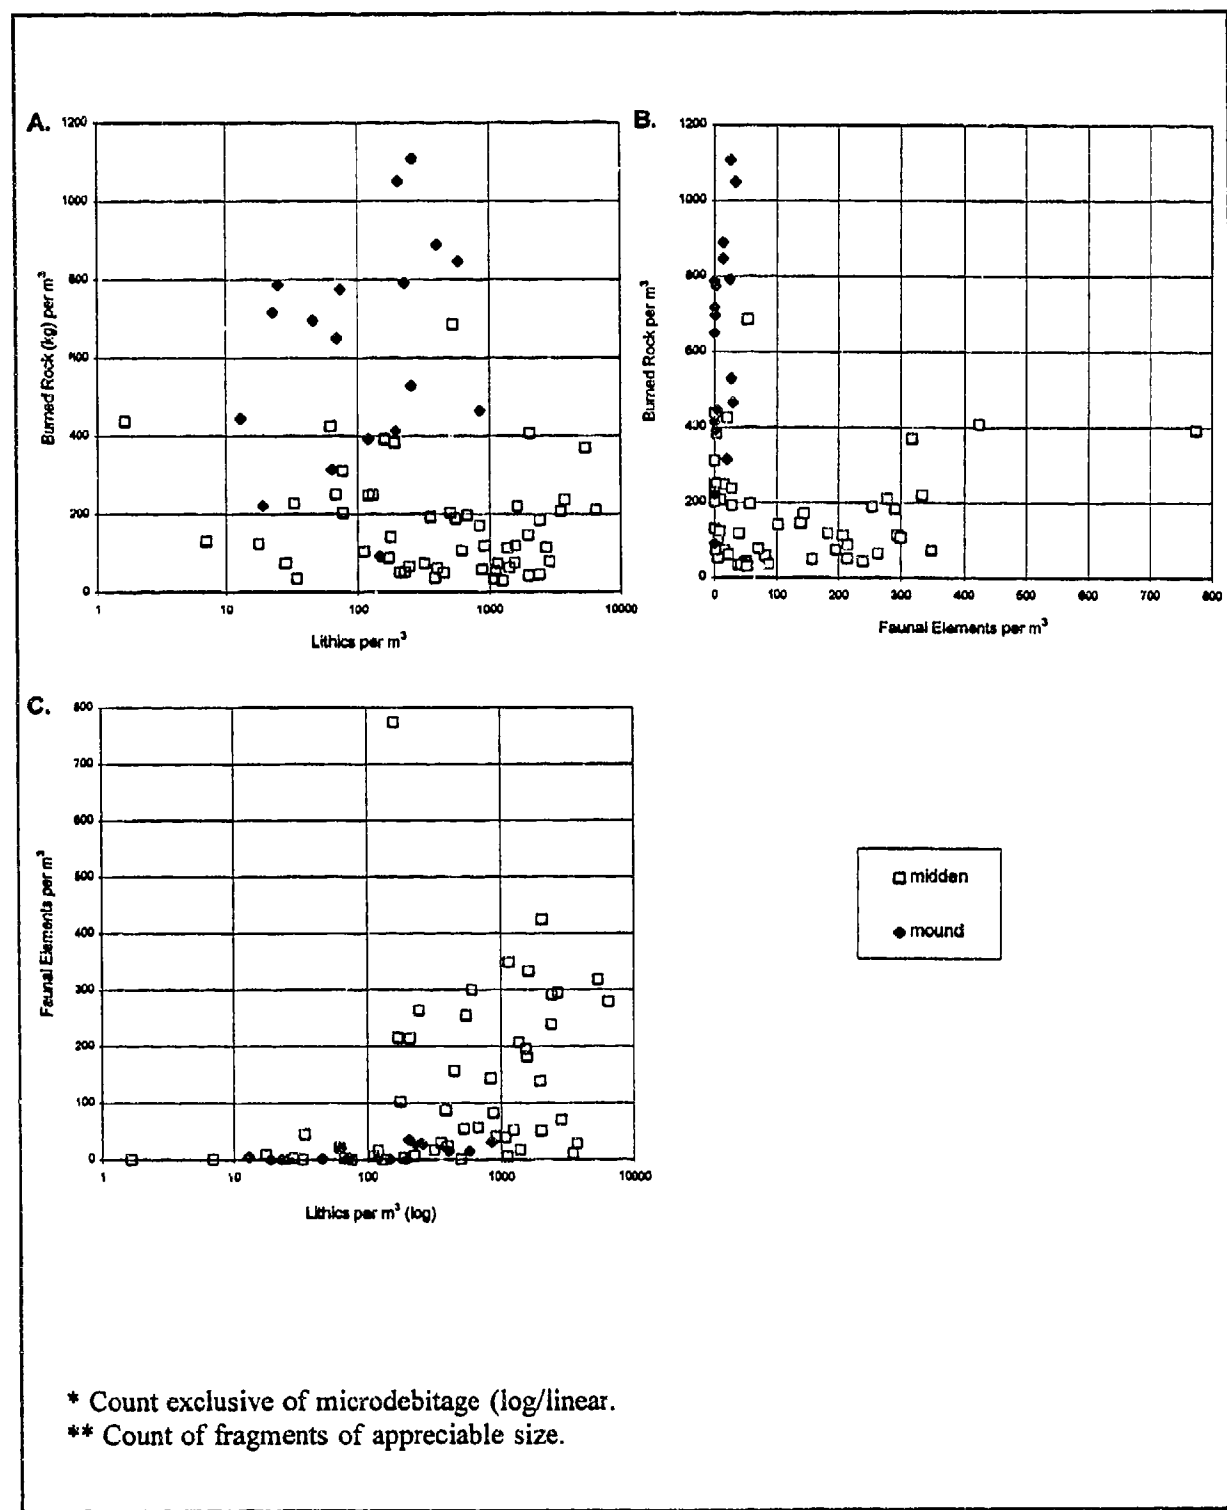 A.
1200
1000
800
600
400
200
0
Burned Rock (kg) per m³
1 10 100 1000 10000
Lithics per m³
B.
1200
1000
800
600
400
200
0
Burned Rock per m³
0 100 200 300 400 500 600 700 800
Faunal Elements per m³
C.
800
700
600
500
400
300
200
100
0
Faunal Elements per m³
1 10 100 1000 10000
Lithics per m³ (log)
midden
mound
* Count exclusive of microdebitage (log/linear.
** Count of fragments of appreciable size.